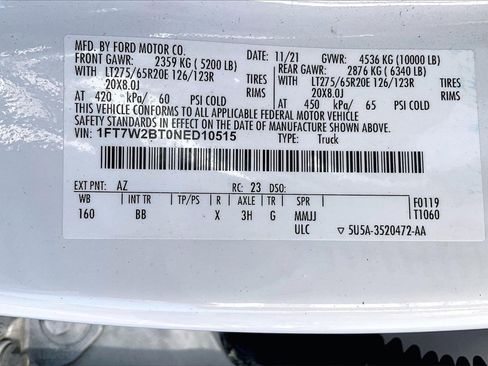 MFD. BY FORD MOTOR CO. 11/21 GVWR: 4536 KG (10000 LB)
FRONT GAWR: 2359 KG (5200 LB) REAR GAWR: 2876 KG (6340 LB)
WITH LT275/65R20E 126/123R TIRES WITH LT275/65R20E 126/123R TIRES
20X8.0J RIMS 20X8.0J RIMS
AT 420 kPa/ 60 PSI COLD AT 450 kPa/ 65 PSI COLD
THIS VEHICLE CONFORMS TO ALL APPLICABLE FEDERAL MOTOR VEHICLE
SAFETY STANDARDS IN EFFECT ON THE DATE OF MANUFACTURE SHOWN ABOVE.
VIN: 1FT7W2BT0NED10515 TYPE: Truck
EXT PNT: AZ RC: 23 DSO:
WB INT TR TP/PS R AXLE TR SPR F0119
160 BB X 3H G MMJJ T1060
ULC ▽ 5U5A-3520472-AA